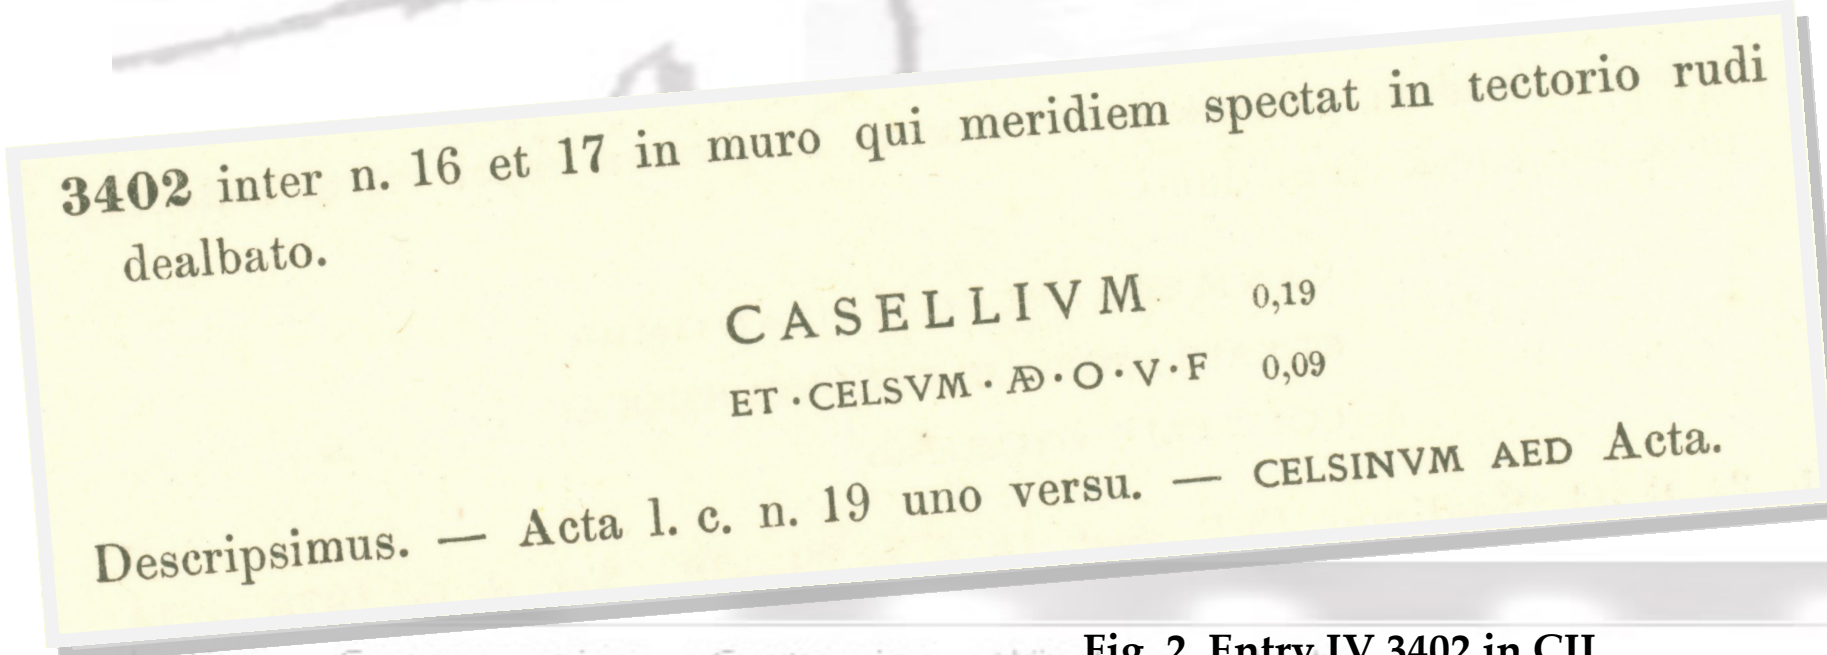 3402 inter n. 16 et 17 in muro qui meridiem spectat in tectorio rudi
dealbato.
CASELLIVM 0,19
ET · CELSVM · ÆD · O · V · F 0,09
Descripsimus. — Acta l. c. n. 19 uno versu. — CELSINVM AED Acta.
Fig. 2. Entry IV 3402 in CIL